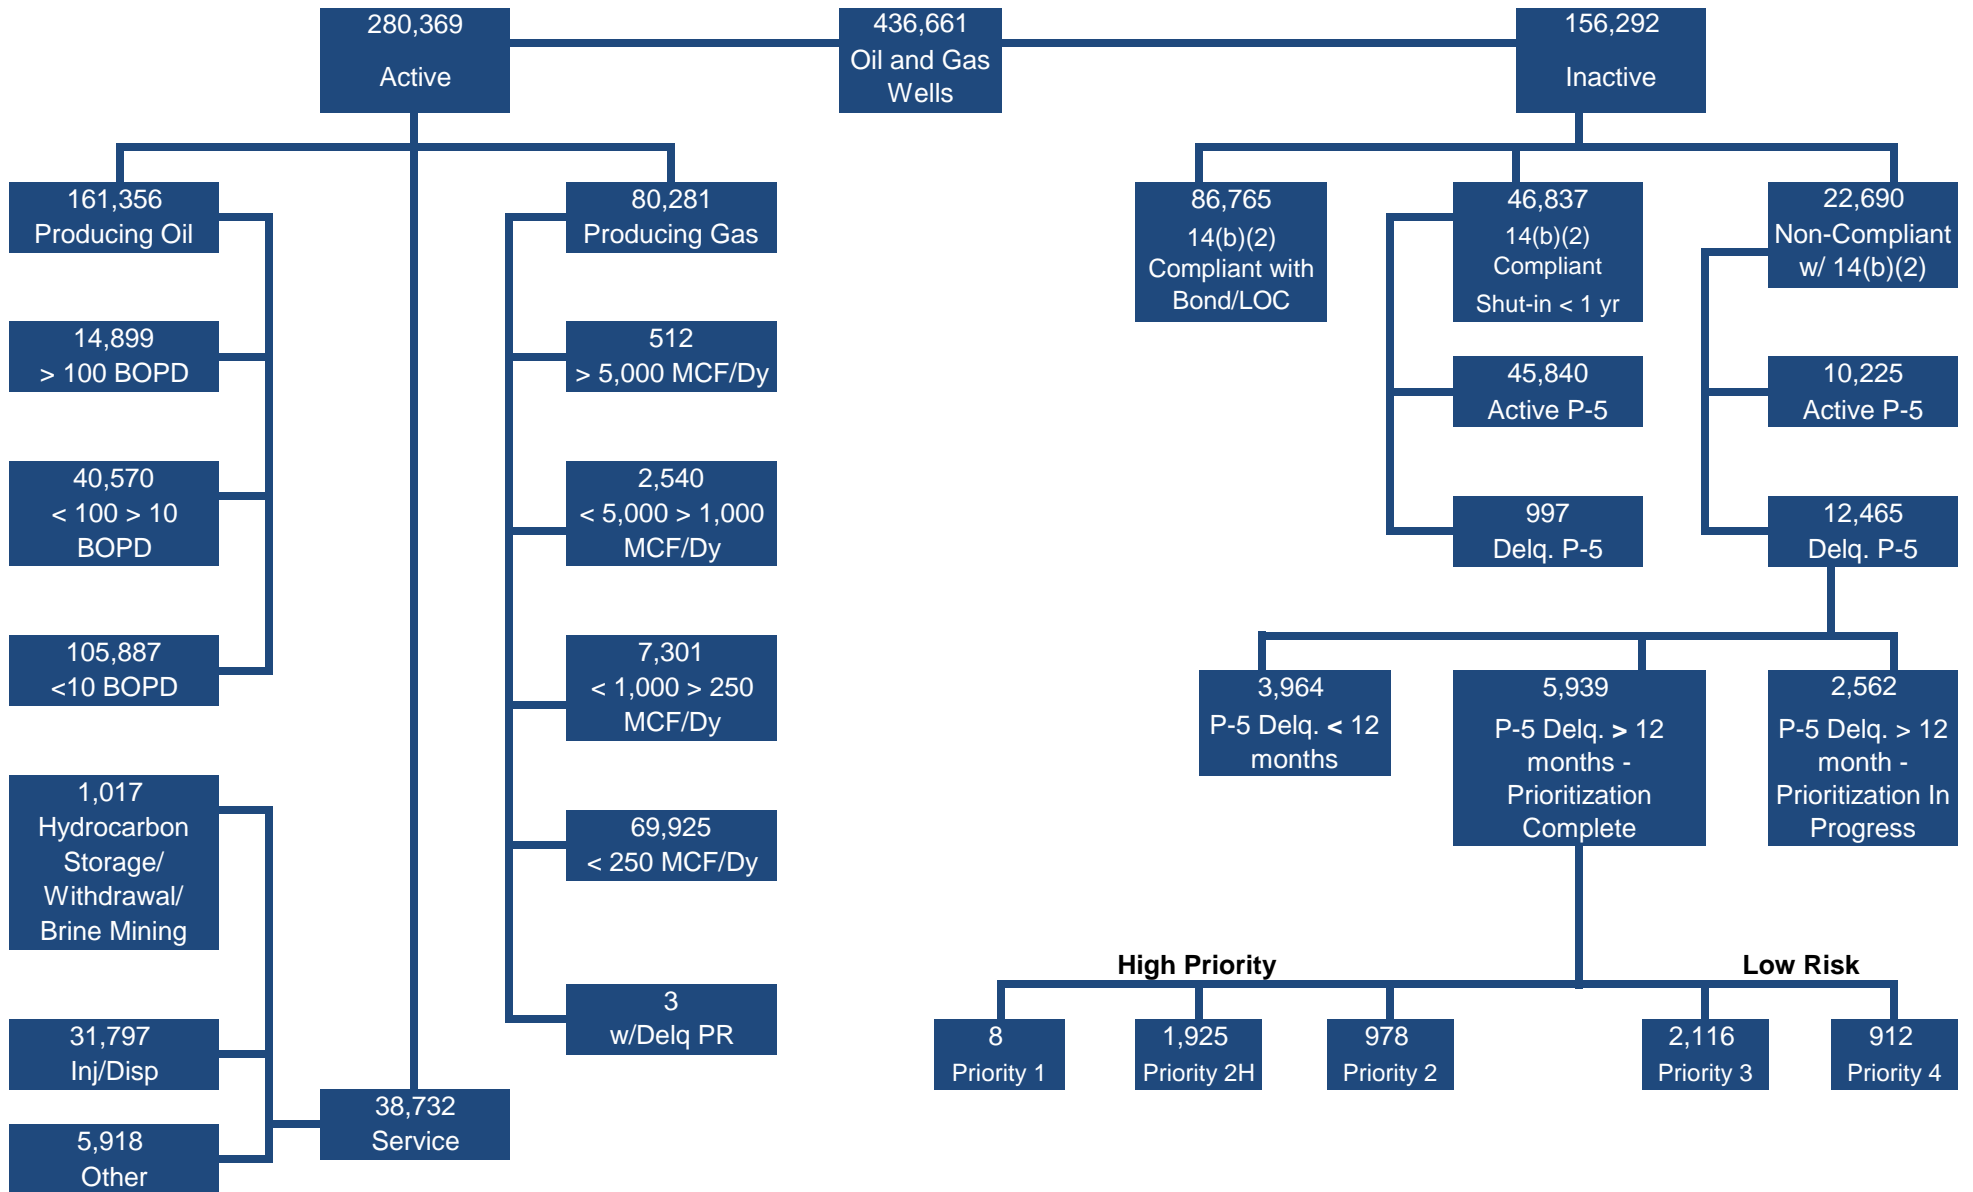 280,369
Active
436,661
Oil and Gas
Wells
156,292
Inactive
161,356
Producing Oil
80,281
Producing Gas
86,765
14(b)(2)
Compliant with
Bond/LOC
46,837
14(b)(2)
Compliant
Shut-in < 1 yr
22,690
Non-Compliant
w/ 14(b)(2)
14,899
> 100 BOPD
512
> 5,000 MCF/Dy
45,840
Active P-5
10,225
Active P-5
40,570
< 100 > 10
BOPD
2,540
< 5,000 > 1,000
MCF/Dy
997
Delq. P-5
12,465
Delq. P-5
105,887
<10 BOPD
7,301
< 1,000 > 250
MCF/Dy
3,964
P-5 Delq. < 12
months
5,939
P-5 Delq. > 12
months -
Prioritization
Complete
2,562
P-5 Delq. > 12
month -
Prioritization In
Progress
1,017
Hydrocarbon
Storage/
Withdrawal/
Brine Mining
69,925
< 250 MCF/Dy
High Priority
Low Risk
3
w/Delq PR
8
Priority 1
1,925
Priority 2H
978
Priority 2
2,116
Priority 3
912
Priority 4
31,797
Inj/Disp
38,732
Service
5,918
Other